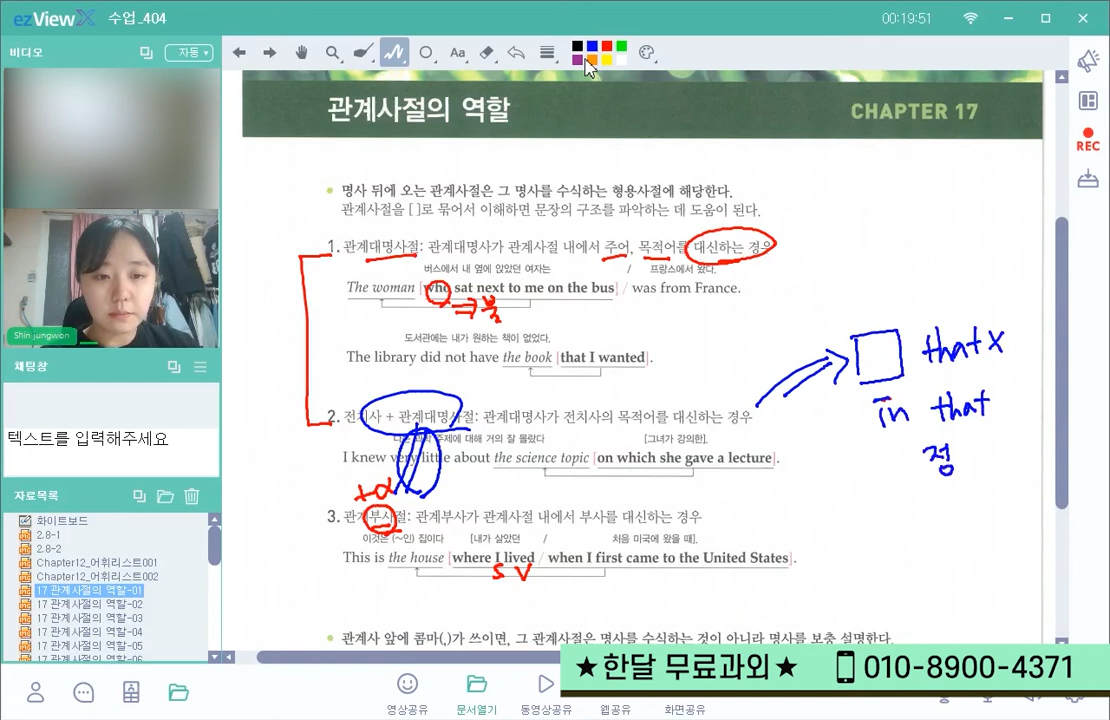 ezViewX 수업_404
00:19:51
비디오
자동
Aa
Shin jungwon
채팅창
텍스트를 입력해주세요
자료목록
화이트보드
2.8-1
2.8-2
Chapter12_어휘리스트001
Chapter12_어휘리스트002
17 관계사절의 역할-01
17 관계사절의 역할-02
17 관계사절의 역할-03
17 관계사절의 역할-04
17 관계사절의 역할-05
17 관계사절의 역할-06
관계사절의 역할 CHAPTER 17
• 명사 뒤에 오는 관계사절은 그 명사를 수식하는 형용사절에 해당한다.
관계사절을 [ ]로 묶어서 이해하면 문장의 구조를 파악하는 데 도움이 된다.
1. 관계대명사절: 관계대명사가 관계사절 내에서 주어, 목적어를 대신하는 경우
버스에서 내 옆에 앉았던 여자는 / 프랑스에서 왔다.
The woman [who sat next to me on the bus] / was from France.
⇒ 불
도서관에는 내가 원하는 책이 없었다.
The library did not have the book [that I wanted].
that X
in that
정
2. 전치사 + 관계대명사절: 관계대명사가 전치사의 목적어를 대신하는 경우
주제에 대해 거의 잘 몰랐다 [그녀가 강의한].
I knew very little about the science topic [on which she gave a lecture].
+α
3. 관계부사절: 관계부사가 관계사절 내에서 부사를 대신하는 경우
이것은 (~인) 집이다 [내가 살았던 / 처음 미국에 왔을 때].
This is the house [where I lived / when I first came to the United States].
S V
• 관계사 앞에 콤마(,)가 쓰이면, 그 관계사절은 명사를 수식하는 것이 아니라 명사를 보충 설명한다.
REC
★한달 무료과외★ 010-8900-4371
영상공유 문서열기 동영상공유 웹공유 화면공유